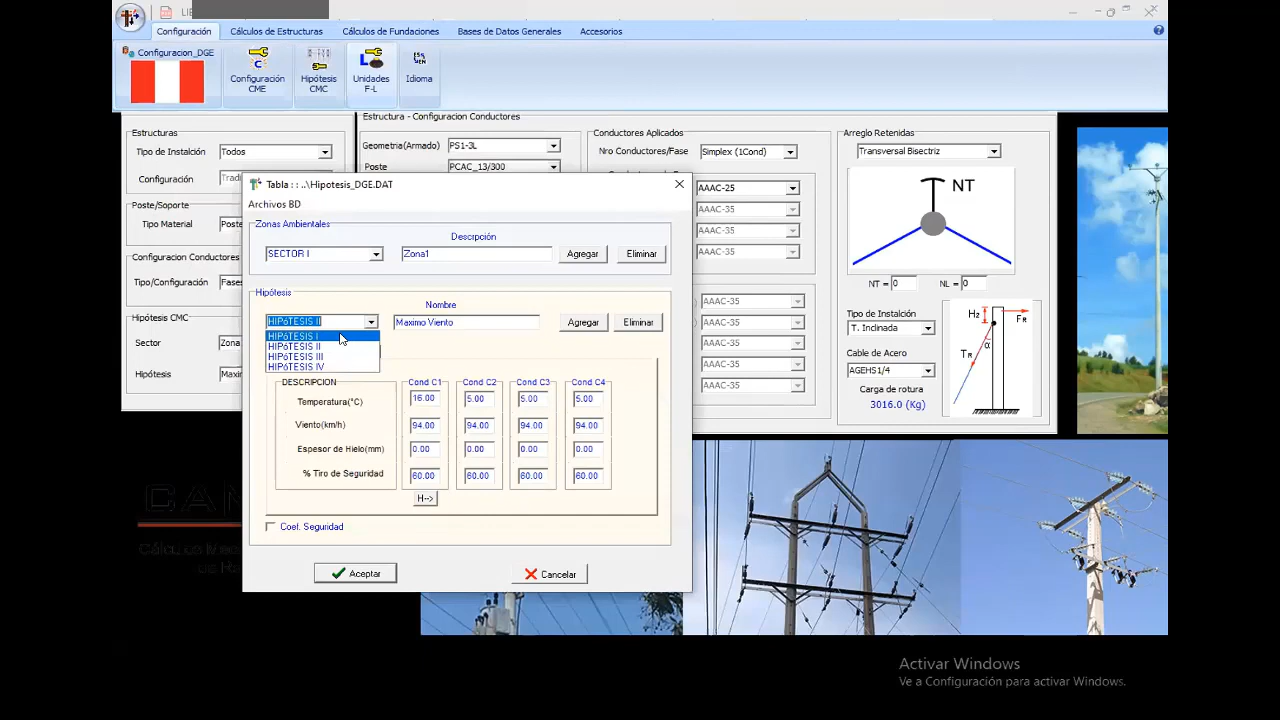 LIB
Configuración Cálculos de Estructuras Cálculos de Fundaciones Bases de Datos Generales Accesorios
Configuracion_DGE
Configuración
CME
Hipótesis
CMC
Unidades
F-L
Idioma
Estructuras
Tipo de Instalción Todos
Configuración
Poste/Soporte
Tipo Material
Configuracion Conductores
Tipo/Configuración
Hipótesis CMC
Sector
Hipótesis
Estructura - Configuracion Conductores
Geometria(Armado) PS1-3L
Poste PCAC_13/300
Conductores Aplicados
Nro Conductores/Fase Simplex (1Cond)
AAAC-25
AAAC-35
AAAC-35
AAAC-35
AAAC-35
AAAC-35
AAAC-35
AAAC-35
AAAC-35
Arreglo Retenidas
Transversal Bisectriz
NT
NT = 0 NL = 0
Tipo de Instalción
T. Inclinada
Cable de Acero
AGEHS1/4
Carga de rotura
3016.0 (Kg)
H2
FR
TR
α
Tabla : : ..\Hipotesis_DGE.DAT
Archivos BD
Zonas Ambientales
Descrpción
SECTOR I Zona1 Agregar Eliminar
Hipótesis
Nombre
HIPóTESIS II Maximo Viento Agregar Eliminar
HIPóTESIS I
HIPóTESIS II
HIPóTESIS III
HIPóTESIS IV
DESCRIPCION Cond C1 Cond C2 Cond C3 Cond C4
Temperatura(°C) 16.00 5.00 5.00 5.00
Viento(km/h) 94.00 94.00 94.00 94.00
Espesor de Hielo(mm) 0.00 0.00 0.00 0.00
% Tiro de Seguridad 60.00 60.00 60.00 60.00
H-->
Coef. Seguridad
Aceptar Cancelar
Activar Windows
Ve a Configuración para activar Windows.